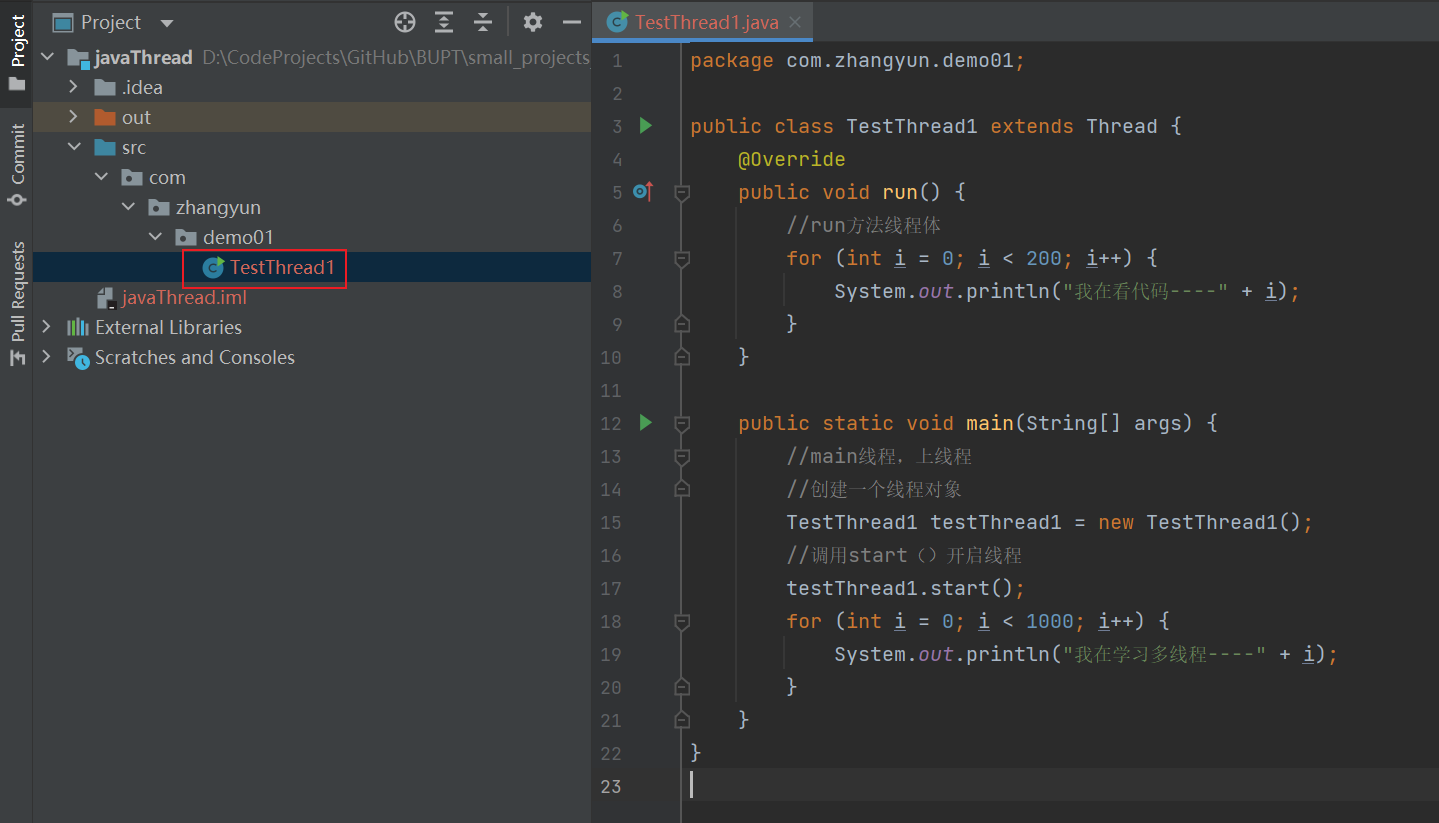 Project
Commit
Pull Requests
Project
javaThread D:\CodeProjects\GitHub\BUPT\small_projects
.idea
out
src
com
zhangyun
demo01
TestThread1
javaThread.iml
External Libraries
Scratches and Consoles
TestThread1.java
1 package com.zhangyun.demo01;
2
3 public class TestThread1 extends Thread {
4 @Override
5 public void run() {
6 //run方法线程体
7 for (int i = 0; i < 200; i++) {
8 System.out.println("我在看代码----" + i);
9 }
10 }
11
12 public static void main(String[] args) {
13 //main线程，上线程
14 //创建一个线程对象
15 TestThread1 testThread1 = new TestThread1();
16 //调用start（）开启线程
17 testThread1.start();
18 for (int i = 0; i < 1000; i++) {
19 System.out.println("我在学习多线程----" + i);
20 }
21 }
22 }
23